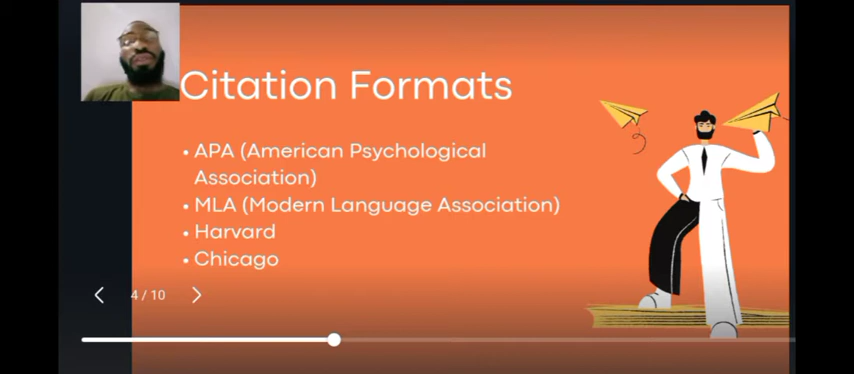 Citation Formats
• APA (American Psychological
Association)
• MLA (Modern Language Association)
• Harvard
• Chicago
4 / 10